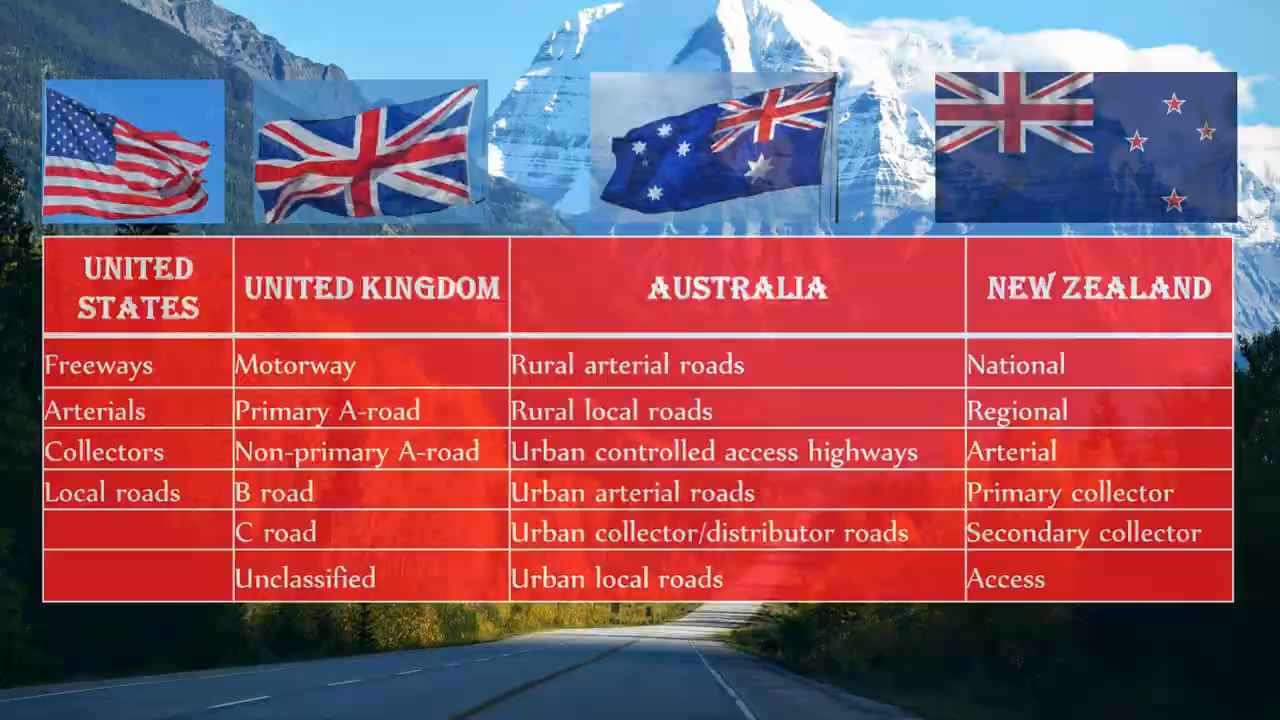 UNITED STATES
UNITED KINGDOM
AUSTRALIA
NEW ZEALAND
Freeways
Motorway
Rural arterial roads
National
Arterials
Primary A-road
Rural local roads
Regional
Collectors
Non-primary A-road
Urban controlled access highways
Arterial
Local roads
B road
Urban arterial roads
Primary collector
C road
Urban collector/distributor roads
Secondary collector
Unclassified
Urban local roads
Access